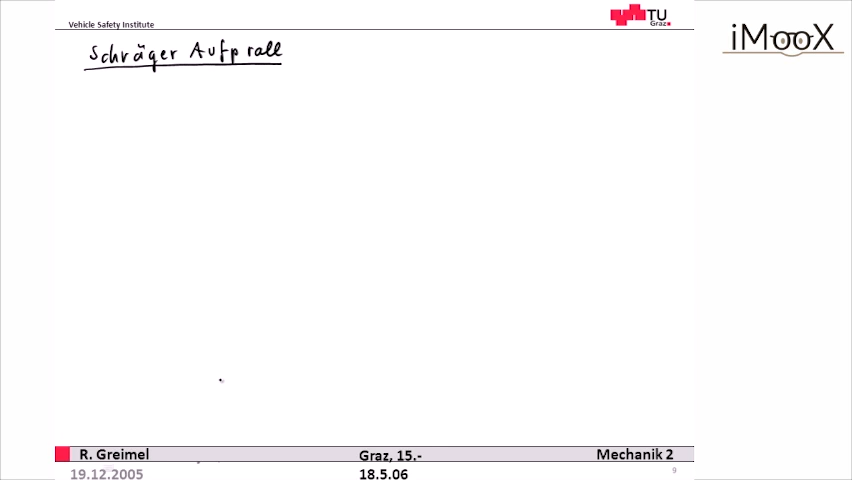 Vehicle Safety Institute
TU
Graz
iMooX
Schräger Aufprall
R. Greimel
Graz, 15.-
Mechanik 2
19.12.2005
18.5.06
9